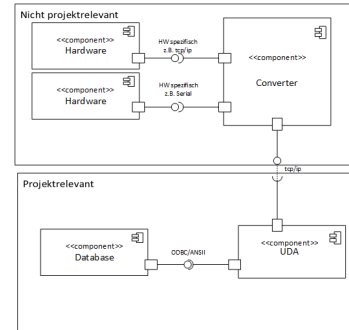 Nicht projektrelevant
<<component>>
Hardware
HW spezifisch
z.B. tcp/ip
<<component>>
Converter
<<component>>
Hardware
HW spezifisch
z.B. Serial
tcp/ip
Projektrelevant
<<component>>
Database
ODBC/ANSII
<<component>>
UDA